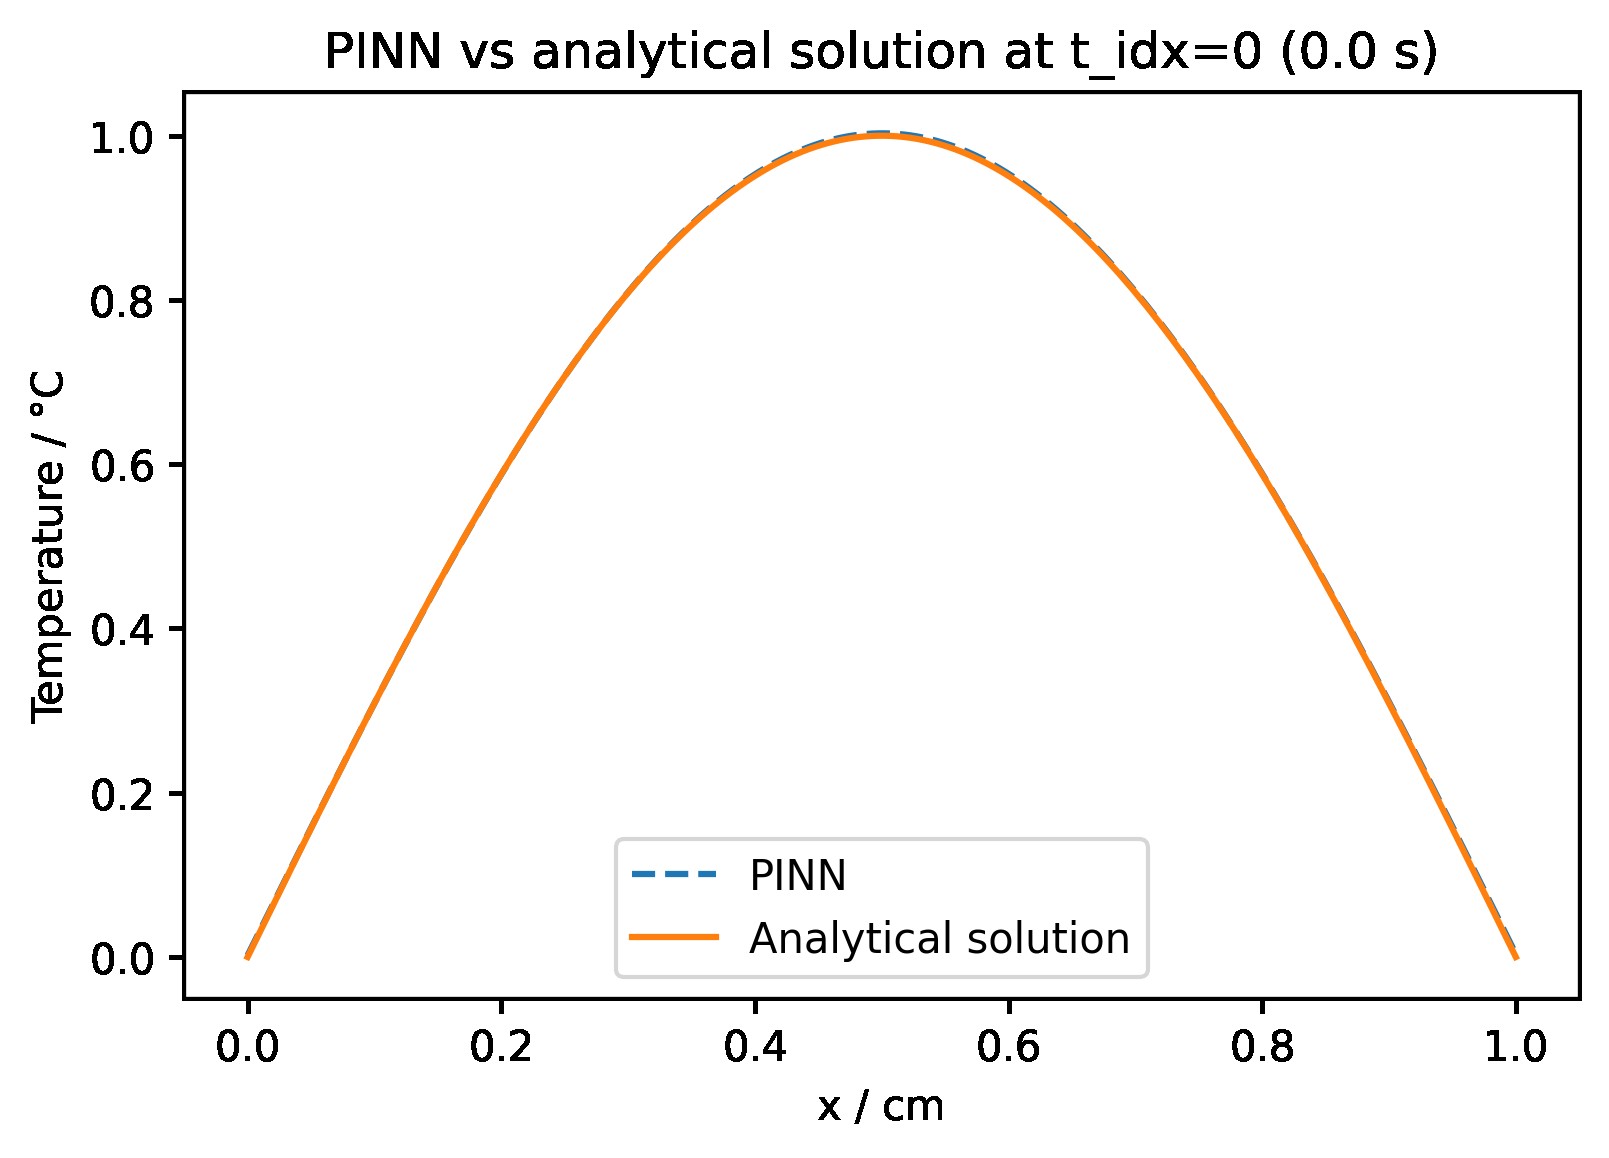 PINN vs analytical solution at t_idx=0 (0.0 s)
Temperature / °C
1.0
0.8
0.6
0.4
0.2
0.0
PINN
Analytical solution
0.0 0.2 0.4 0.6 0.8 1.0
x / cm